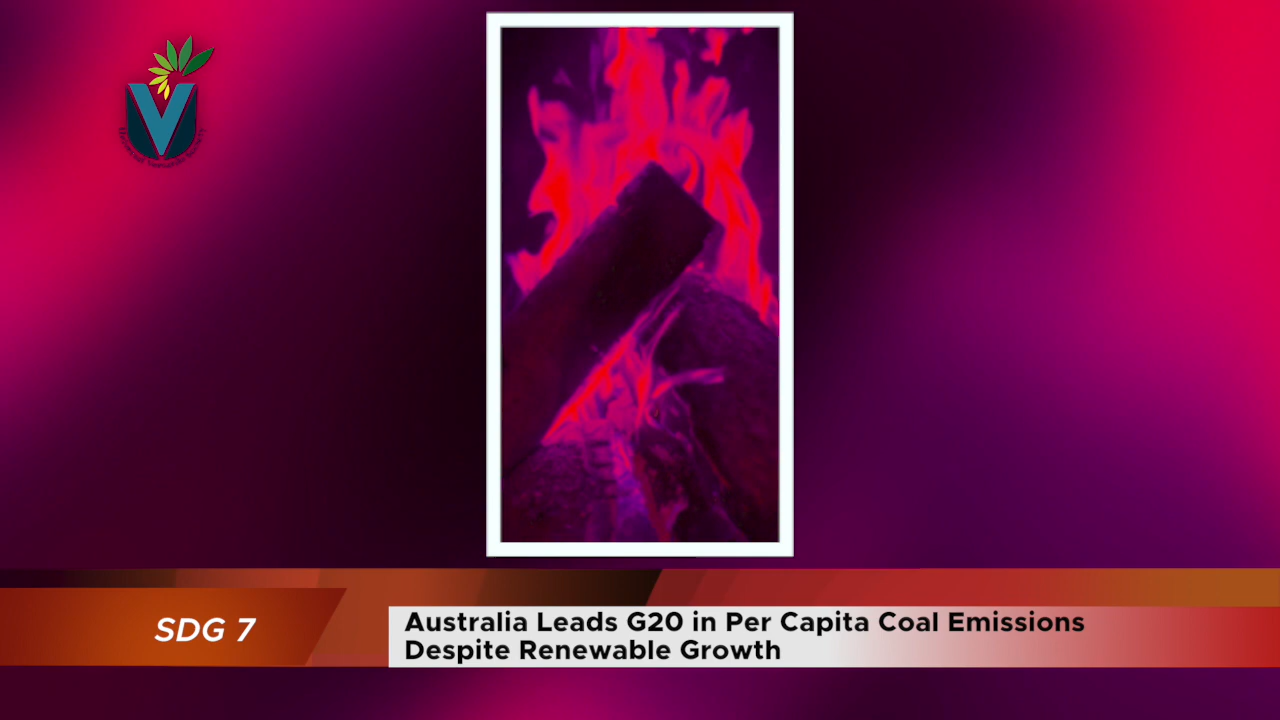 V
SDG 7
Australia Leads G20 in Per Capita Coal Emissions
Despite Renewable Growth